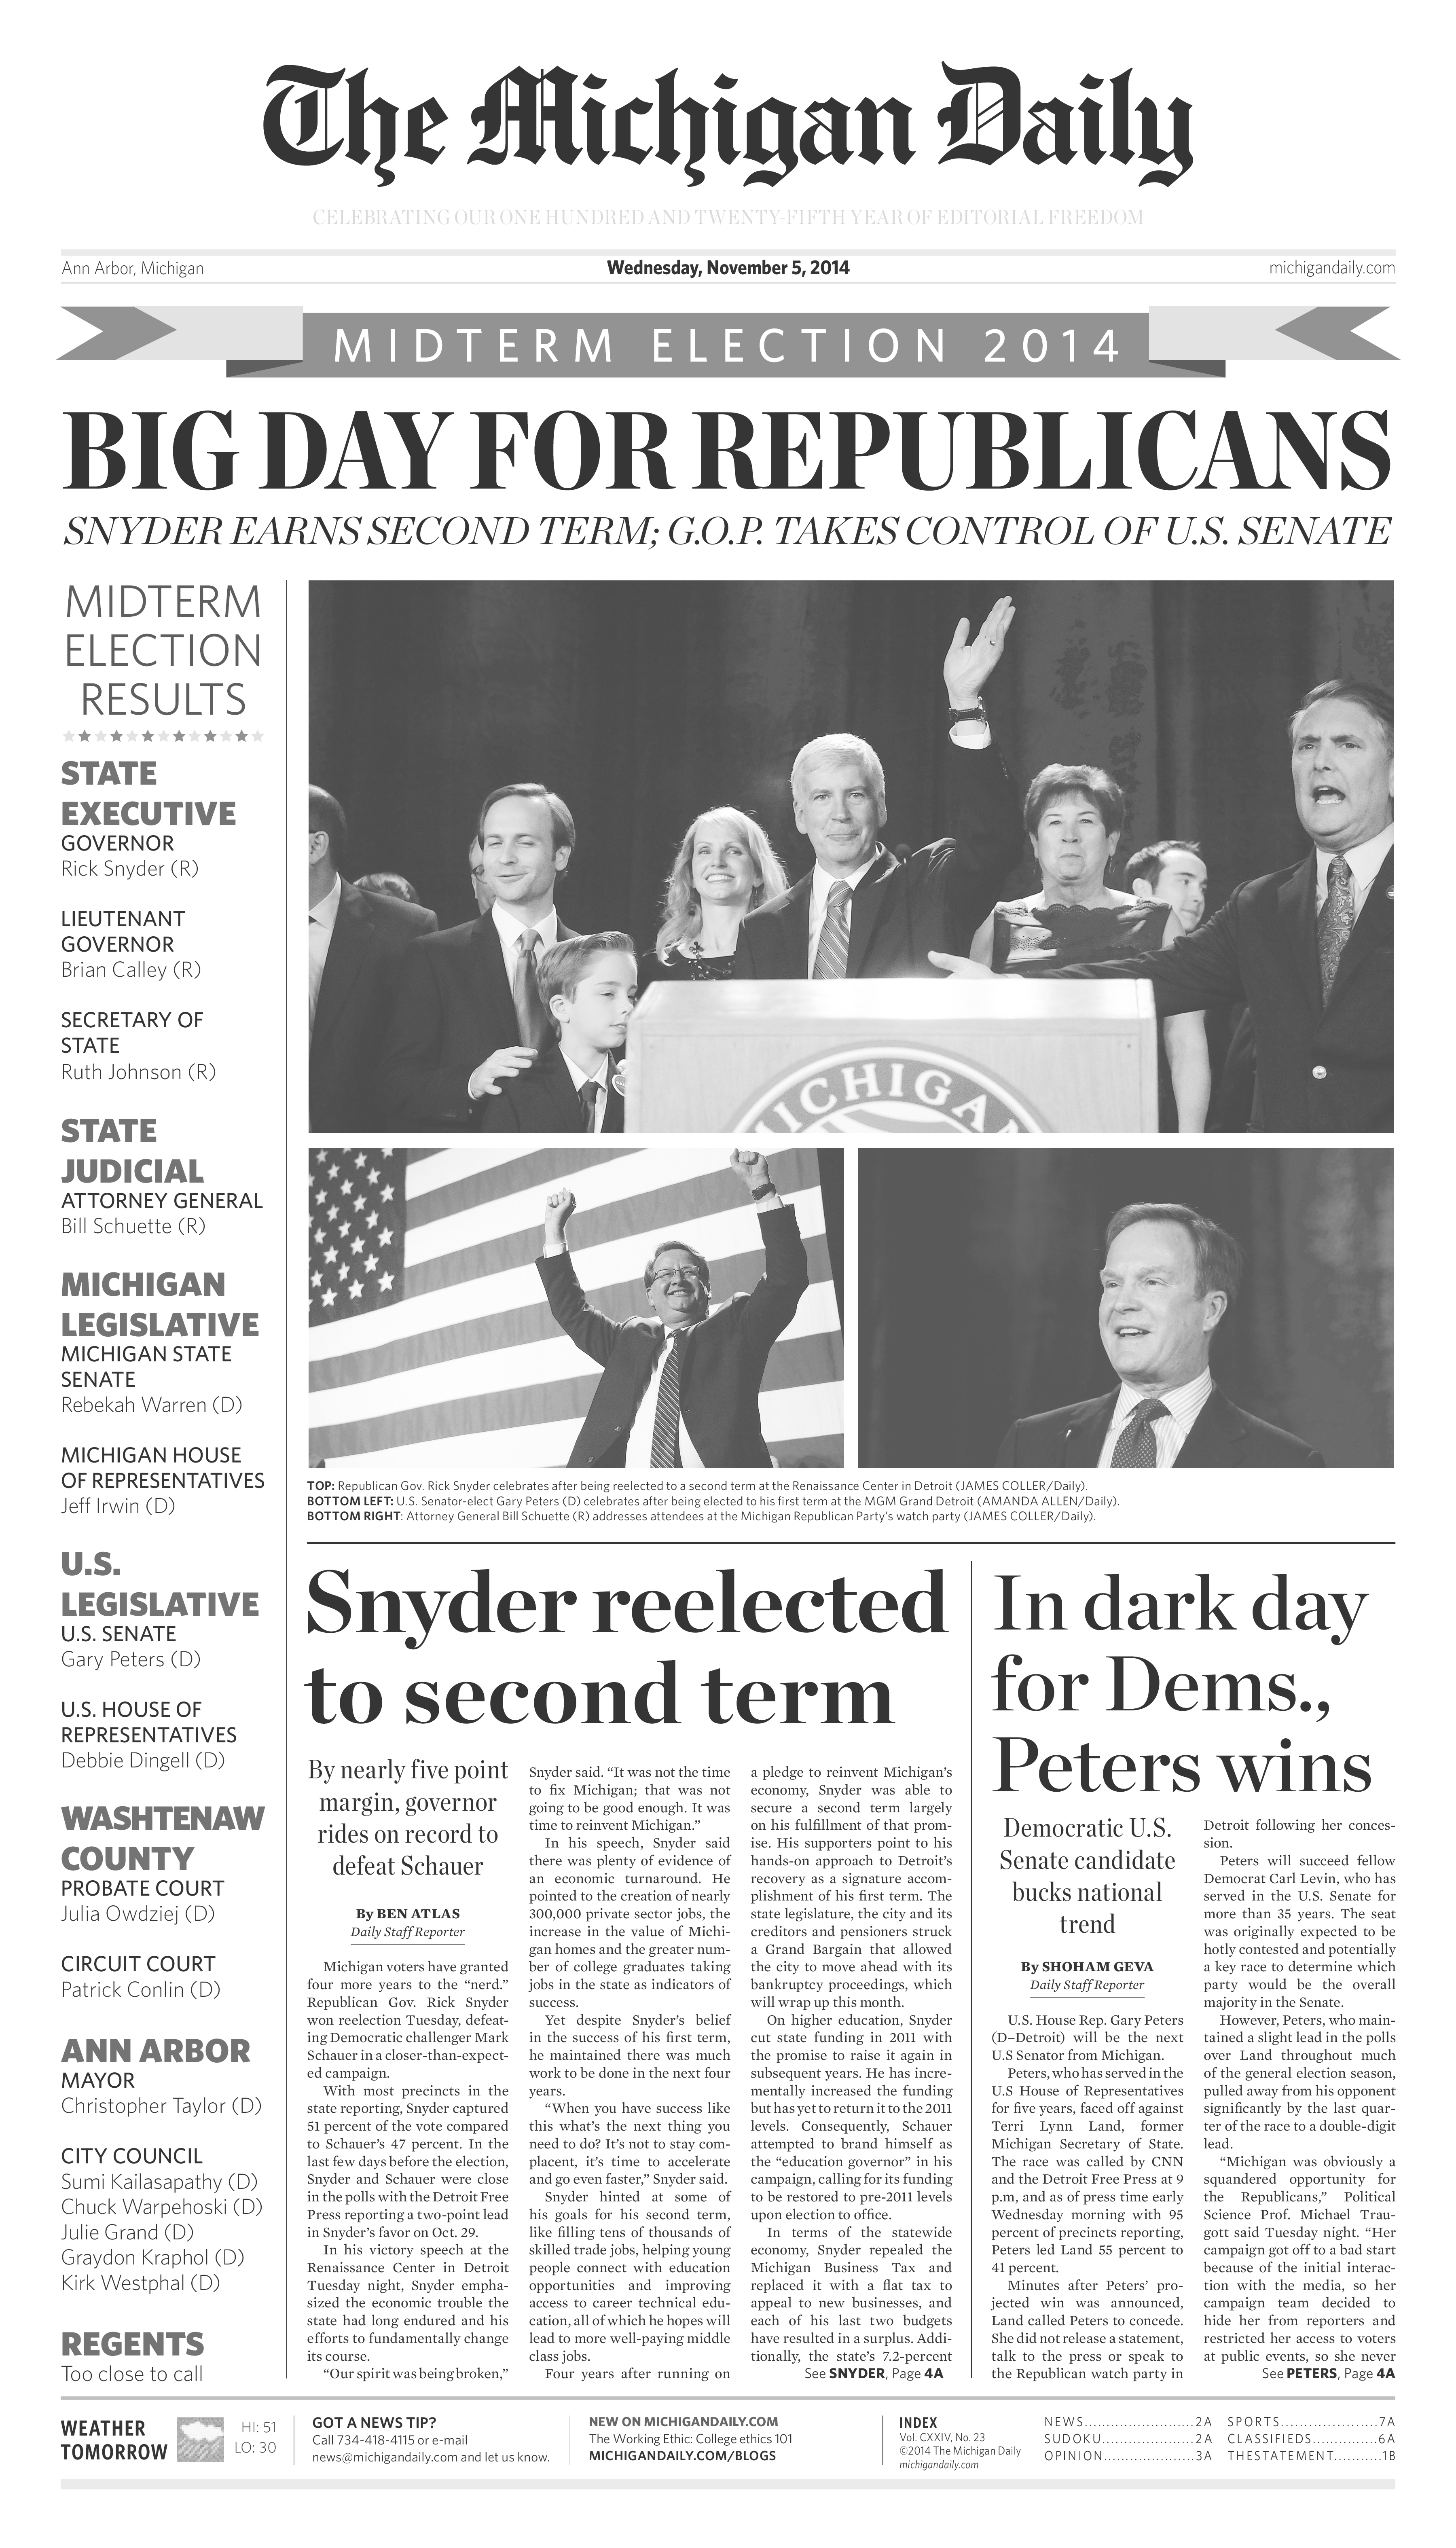 The Michigan Daily
CELEBRATING OUR ONE HUNDRED AND TWENTY-FIFTH YEAR OF EDITORIAL FREEDOM
Ann Arbor, Michigan
Wednesday, November 5, 2014
michigandaily.com
MIDTERM ELECTION 2014
BIG DAY FOR REPUBLICANS
SNYDER EARNS SECOND TERM; G.O.P. TAKES CONTROL OF U.S. SENATE
MIDTERM
ELECTION
RESULTS
STATE
EXECUTIVE
GOVERNOR
Rick Snyder (R)
LIEUTENANT
GOVERNOR
Brian Calley (R)
SECRETARY OF
STATE
Ruth Johnson (R)
STATE
JUDICIAL
ATTORNEY GENERAL
Bill Schuette (R)
MICHIGAN
LEGISLATIVE
MICHIGAN STATE
SENATE
Rebekah Warren (D)
MICHIGAN HOUSE
OF REPRESENTATIVES
Jeff Irwin (D)
U.S.
LEGISLATIVE
U.S. SENATE
Gary Peters (D)
U.S. HOUSE OF
REPRESENTATIVES
Debbie Dingell (D)
WASHTENAW
COUNTY
PROBATE COURT
Julia Owdziej (D)
CIRCUIT COURT
Patrick Conlin (D)
ANN ARBOR
MAYOR
Christopher Taylor (D)
CITY COUNCIL
Sumi Kailasapathy (D)
Chuck Warpehoski (D)
Julie Grand (D)
Graydon Kraphol (D)
Kirk Westphal (D)
REGENTS
Too close to call
MICHIGA
TOP: Republican Gov. Rick Snyder celebrates after being reelected to a second term at the Renaissance Center in Detroit (JAMES COLLER/Daily).
BOTTOM LEFT: U.S. Senator-elect Gary Peters (D) celebrates after being elected to his first term at the MGM Grand Detroit (AMANDA ALLEN/Daily).
BOTTOM RIGHT: Attorney General Bill Schuette (R) addresses attendees at the Michigan Republican Party's watch party (JAMES COLLER/Daily).
Snyder reelected
to second term
By nearly five point
margin, governor
rides on record to
defeat Schauer
By BEN ATLAS
Daily Staff Reporter
Michigan voters have granted
four more years to the “nerd.”
Republican Gov. Rick Snyder
won reelection Tuesday, defeat-
ing Democratic challenger Mark
Schauer in a closer-than-expect-
ed campaign.
With most precincts in the
state reporting, Snyder captured
51 percent of the vote compared
to Schauer’s 47 percent. In the
last few days before the election,
Snyder and Schauer were close
in the polls with the Detroit Free
Press reporting a two-point lead
in Snyder’s favor on Oct. 29.
In his victory speech at the
Renaissance Center in Detroit
Tuesday night, Snyder empha-
sized the economic trouble the
state had long endured and his
efforts to fundamentally change
its course.
“Our spirit was being broken,”
Snyder said. “It was not the time
to fix Michigan; that was not
going to be good enough. It was
time to reinvent Michigan.”
In his speech, Snyder said
there was plenty of evidence of
an economic turnaround. He
pointed to the creation of nearly
300,000 private sector jobs, the
increase in the value of Michi-
gan homes and the greater num-
ber of college graduates taking
jobs in the state as indicators of
success.
Yet despite Snyder’s belief
in the success of his first term,
he maintained there was much
work to be done in the next four
years.
“When you have success like
this what’s the next thing you
need to do? It’s not to stay com-
placent, it’s time to accelerate
and go even faster,” Snyder said.
Snyder hinted at some of
his goals for his second term,
like filling tens of thousands of
skilled trade jobs, helping young
people connect with education
opportunities and improving
access to career technical edu-
cation, all of which he hopes will
lead to more well-paying middle
class jobs.
Four years after running on
a pledge to reinvent Michigan’s
economy, Snyder was able to
secure a second term largely
on his fulfillment of that prom-
ise. His supporters point to his
hands-on approach to Detroit’s
recovery as a signature accom-
plishment of his first term. The
state legislature, the city and its
creditors and pensioners struck
a Grand Bargain that allowed
the city to move ahead with its
bankruptcy proceedings, which
will wrap up this month.
On higher education, Snyder
cut state funding in 2011 with
the promise to raise it again in
subsequent years. He has incre-
mentally increased the funding
but has yet to return it to the 2011
levels. Consequently, Schauer
attempted to brand himself as
the “education governor” in his
campaign, calling for its funding
to be restored to pre-2011 levels
upon election to office.
In terms of the statewide
economy, Snyder repealed the
Michigan Business Tax and
replaced it with a flat tax to
appeal to new businesses, and
each of his last two budgets
have resulted in a surplus. Addi-
tionally, the state’s 7.2-percent
See SNYDER, Page 4A
In dark day
for Dems.,
Peters wins
Democratic U.S.
Senate candidate
bucks national
trend
By SHOHAM GEVA
Daily Staff Reporter
U.S. House Rep. Gary Peters
(D–Detroit) will be the next
U.S Senator from Michigan.
Peters, who has served in the
U.S House of Representatives
for five years, faced off against
Terri Lynn Land, former
Michigan Secretary of State.
The race was called by CNN
and the Detroit Free Press at 9
p.m, and as of press time early
Wednesday morning with 95
percent of precincts reporting,
Peters led Land 55 percent to
41 percent.
Minutes after Peters’ pro-
jected win was announced,
Land called Peters to concede.
She did not release a statement,
talk to the press or speak to
the Republican watch party in
Detroit following her conces-
sion.
Peters will succeed fellow
Democrat Carl Levin, who has
served in the U.S. Senate for
more than 35 years. The seat
was originally expected to be
hotly contested and potentially
a key race to determine which
party would be the overall
majority in the Senate.
However, Peters, who main-
tained a slight lead in the polls
over Land throughout much
of the general election season,
pulled away from his opponent
significantly by the last quar-
ter of the race to a double-digit
lead.
“Michigan was obviously a
squandered opportunity for
the Republicans,” Political
Science Prof. Michael Trau-
gott said Tuesday night. “Her
campaign got off to a bad start
because of the initial interac-
tion with the media, so her
campaign team decided to
hide her from reporters and
restricted her access to voters
at public events, so she never
See PETERS, Page 4A
WEATHER
TOMORROW
HI: 51
LO: 30
GOT A NEWS TIP?
Call 734-418-4115 or e-mail
news@michigandaily.com and let us know.
NEW ON MICHIGANDAILY.COM
The Working Ethic: College ethics 101
MICHIGANDAILY.COM/BLOGS
INDEX
Vol. CXXIV, No. 23
©2014 The Michigan Daily
michigandaily.com
NEWS..........................2A
SUDOKU.....................2A
OPINION.....................3A
SPORTS......................7A
CLASSIFIEDS...............6A
THESTATEMENT...........1B